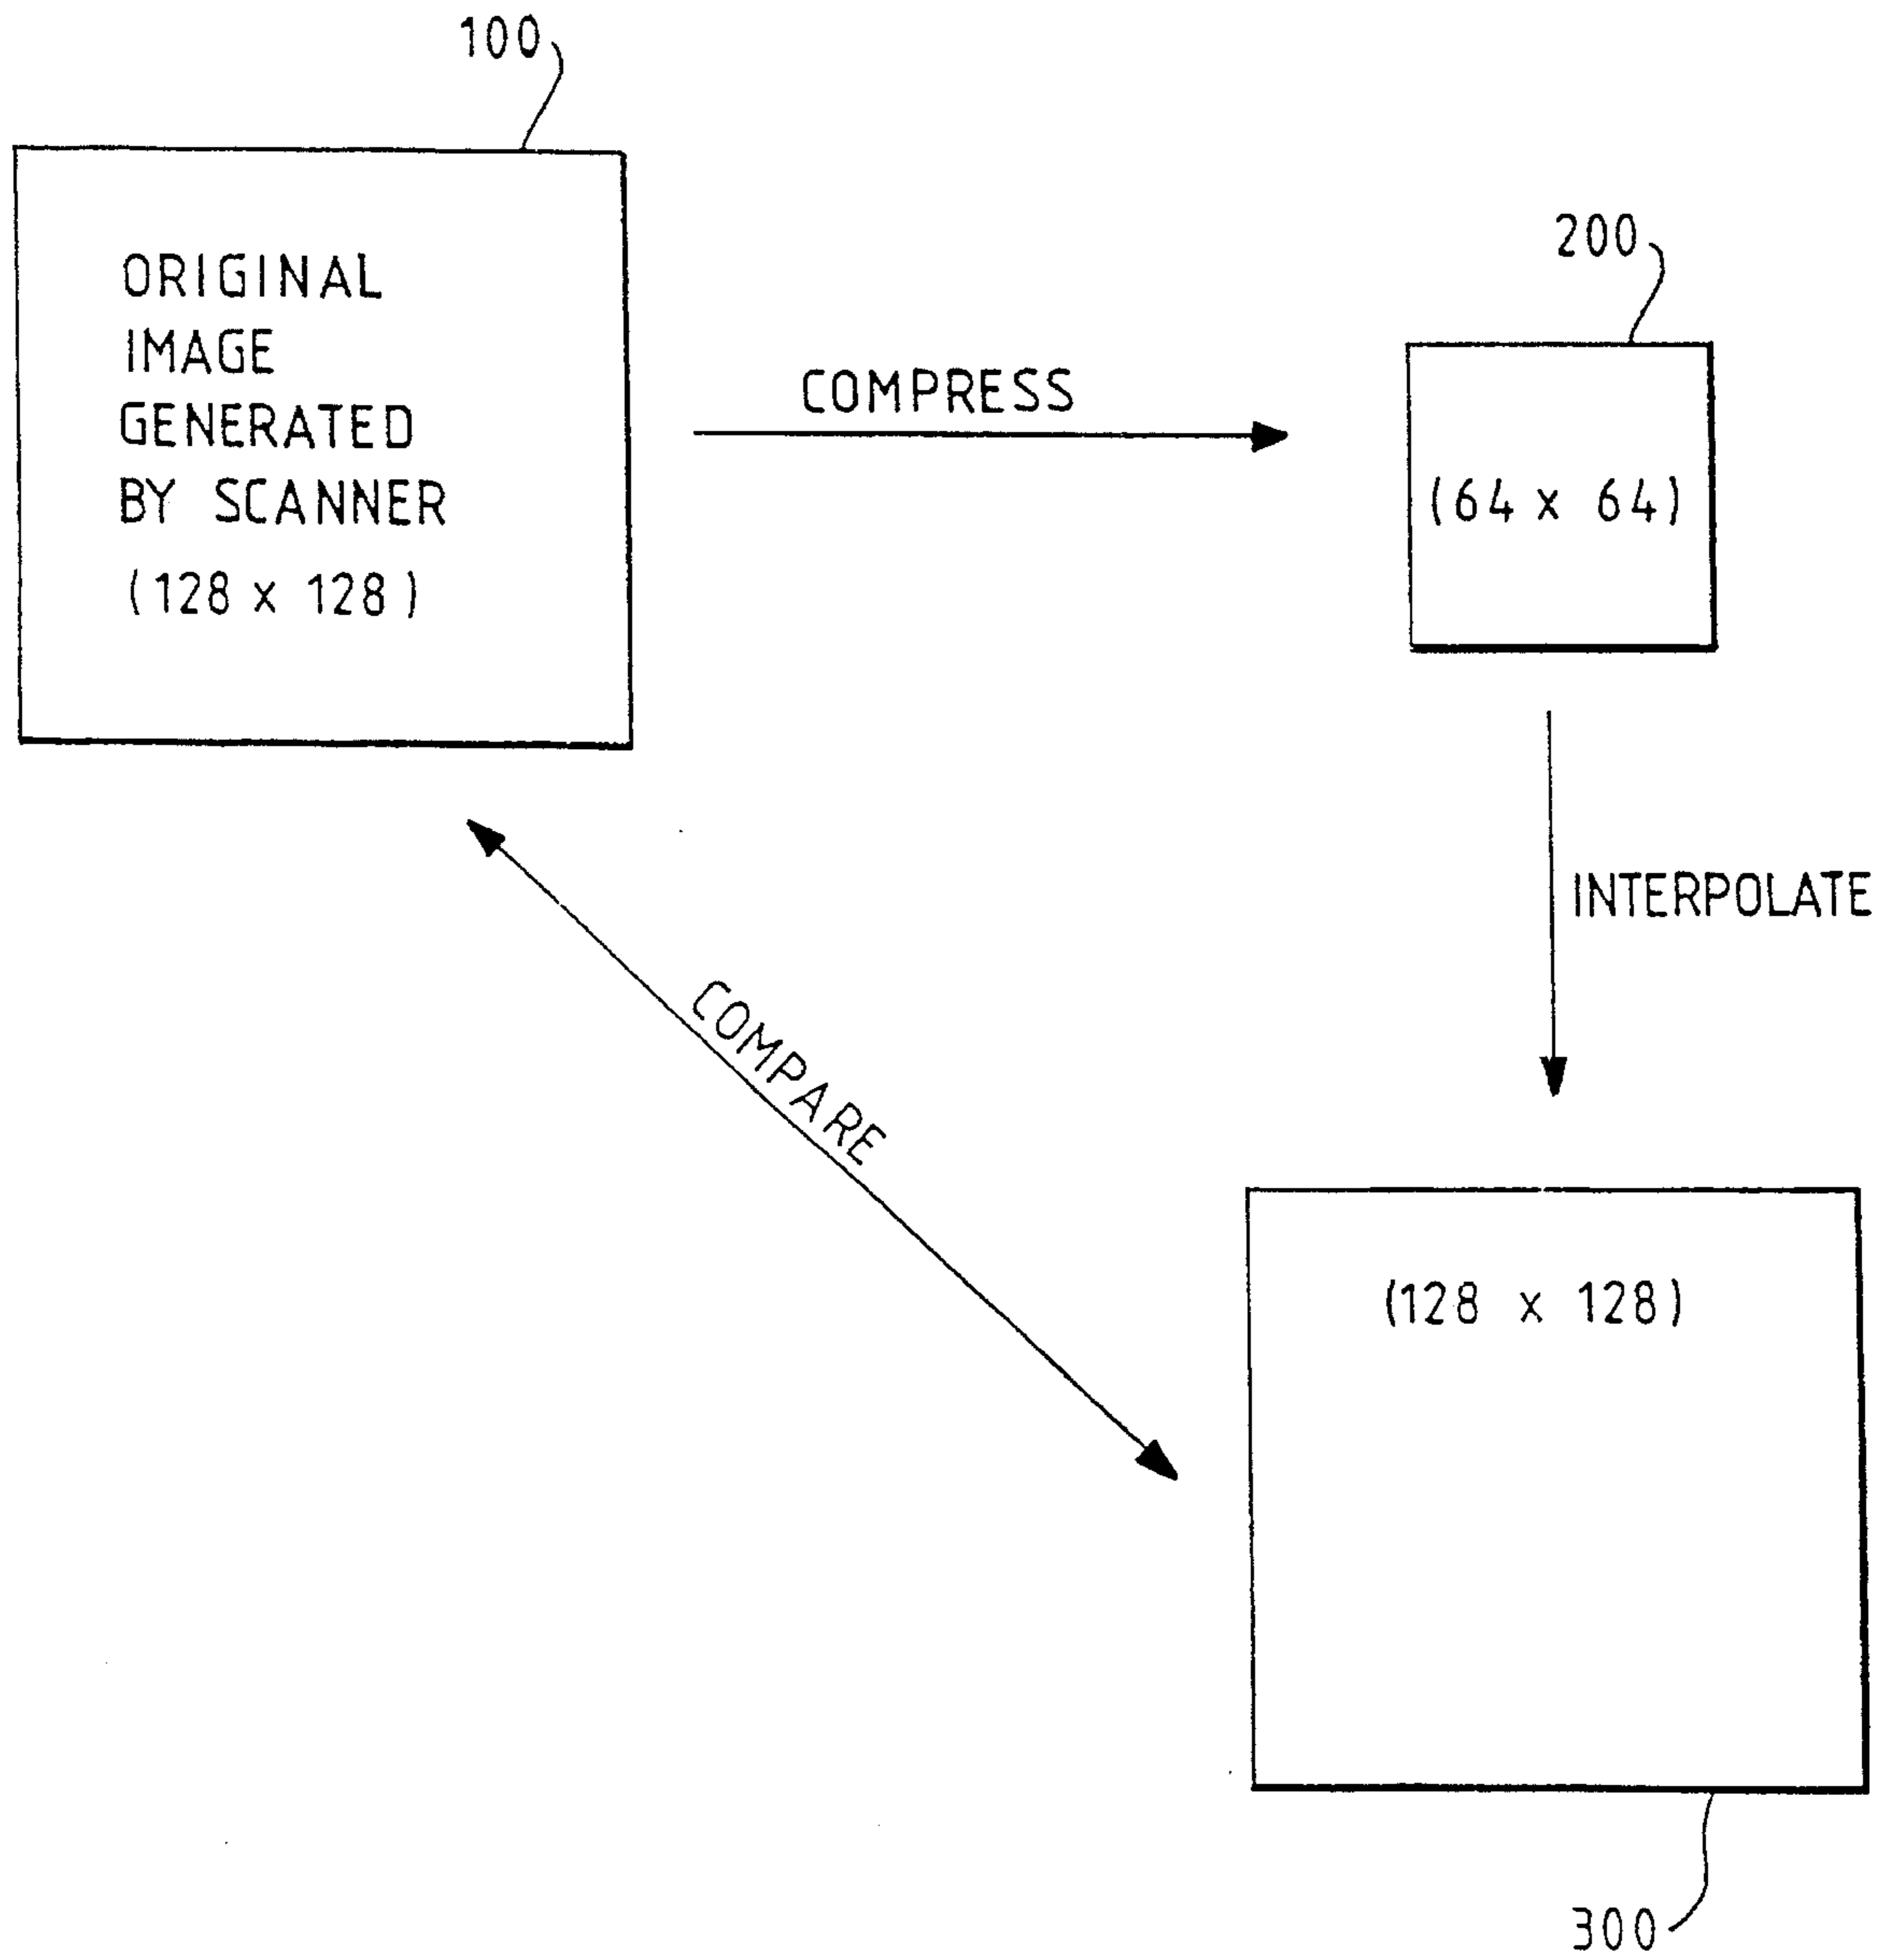 100
ORIGINAL
IMAGE
GENERATED
BY SCANNER
(128 x 128)
COMPRESS
200
(64 x 64)
INTERPOLATE
COMPARE
(128 x 128)
300